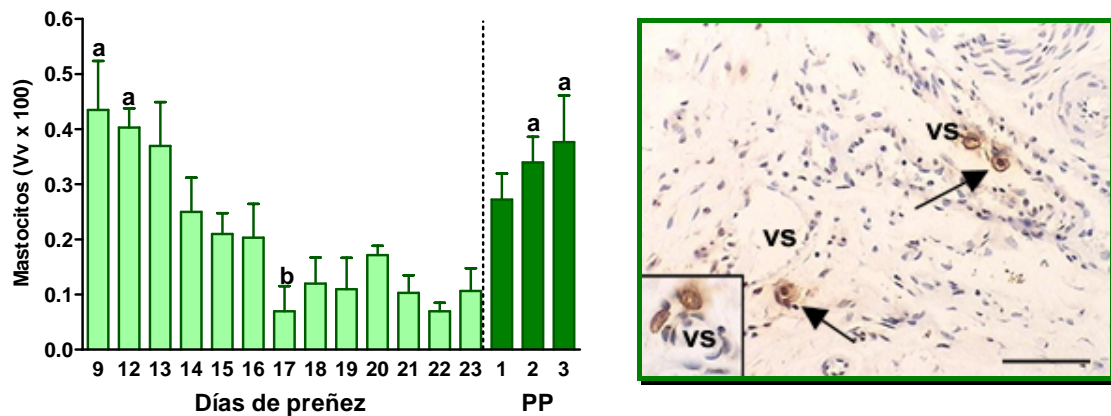 0.6
0.5
0.4
0.3
0.2
0.1
0.0
Mastocitos (Vv x 100)
a
a
b
a
a
9 12 13 14 15 16 17 18 19 20 21 22 23 1 2 3
Días de preñez PP
vs
vs
vs